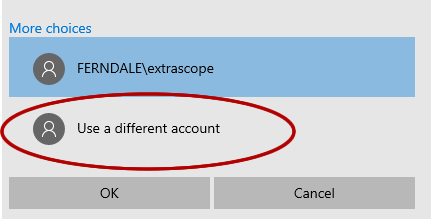 More choices
FERNDALE\extrascope
Use a different account
OK Cancel